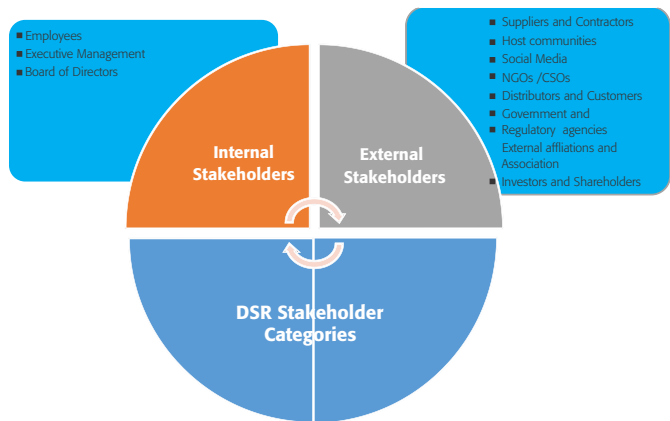 ■ Employees
■ Executive Management
■ Board of Directors
■ Suppliers and Contractors
■ Host communities
■ Social Media
■ NGOs /CSOs
■ Distributors and Customers
■ Government and
■ Regulatory agencies
External affliations and
Association
■ Investors and Shareholders
Internal
Stakeholders
External
Stakeholders
DSR Stakeholder
Categories